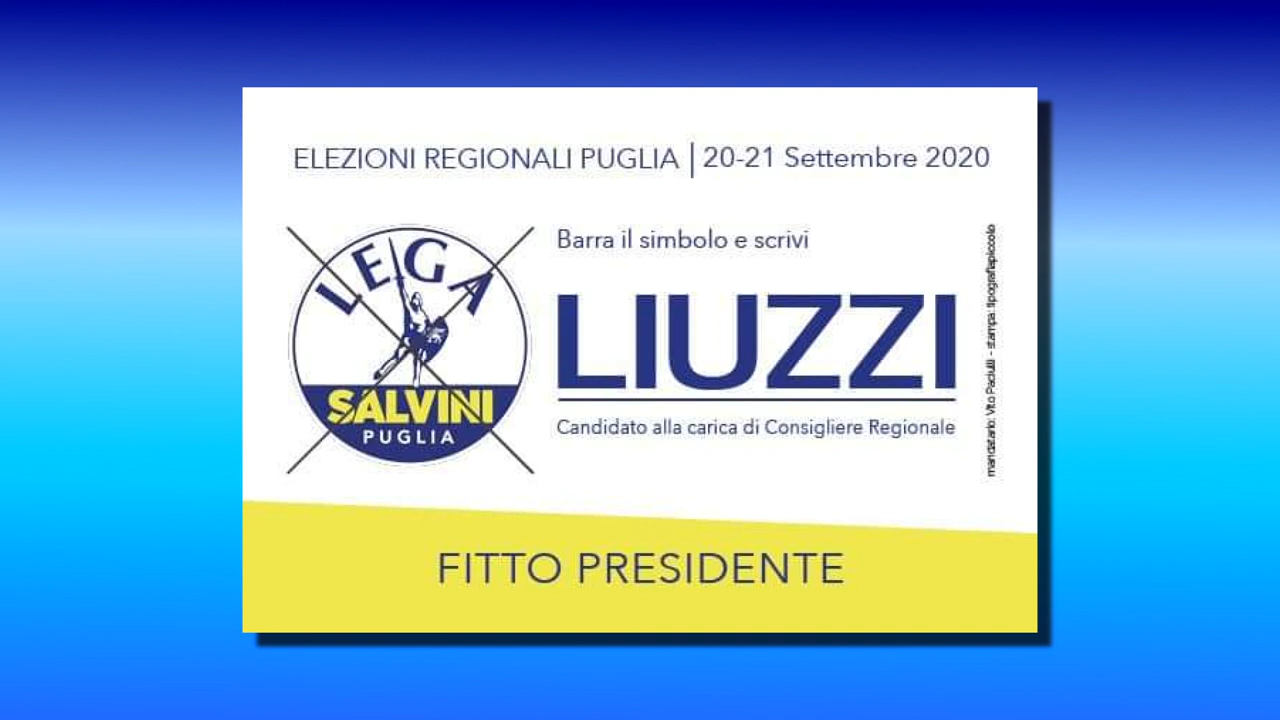 ELEZIONI REGIONALI PUGLIA | 20-21 Settembre 2020
LEGA
SALVINI
PUGLIA
Barra il simbolo e scrivi
LIUZZI
Candidato alla carica di Consigliere Regionale
mandatario: Vito Paciulli - stampa: tipografiapiccolo
FITTO PRESIDENTE